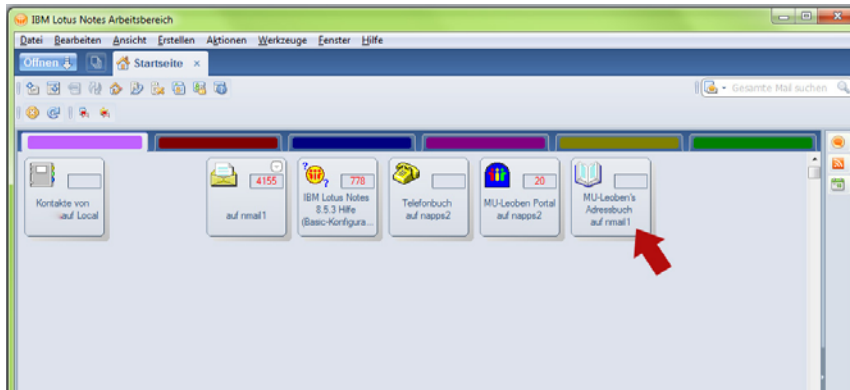 IBM Lotus Notes Arbeitsbereich
Datei Bearbeiten Ansicht Erstellen Aktionen Werkzeuge Fenster Hilfe
Öffnen
Startseite ×
Gesamte Mail suchen
4155
? ? 778
20
Kontakte von
auf Local
auf nmail1
IBM Lotus Notes
8.5.3 Hilfe
(Basic-Konfigura...
Telefonbuch
auf napps2
MU-Leoben Portal
auf napps2
MU-Leoben's
Adressbuch
auf nmail1